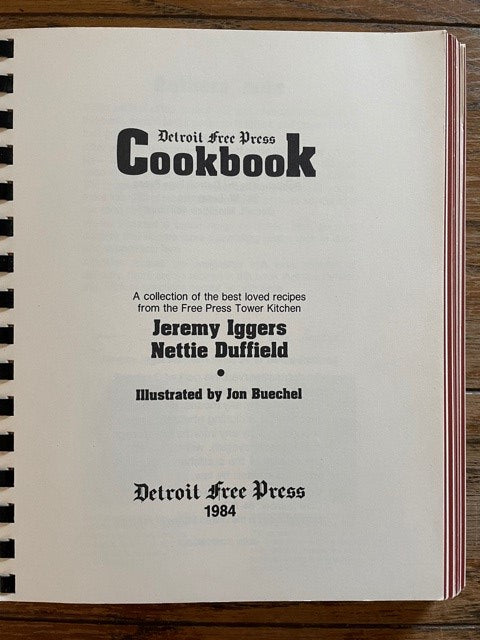 Detroit Free Press
Cookbook
A collection of the best loved recipes
from the Free Press Tower Kitchen
Jeremy Iggers
Nettie Duffield
•
Illustrated by Jon Buechel
Detroit Free Press
1984